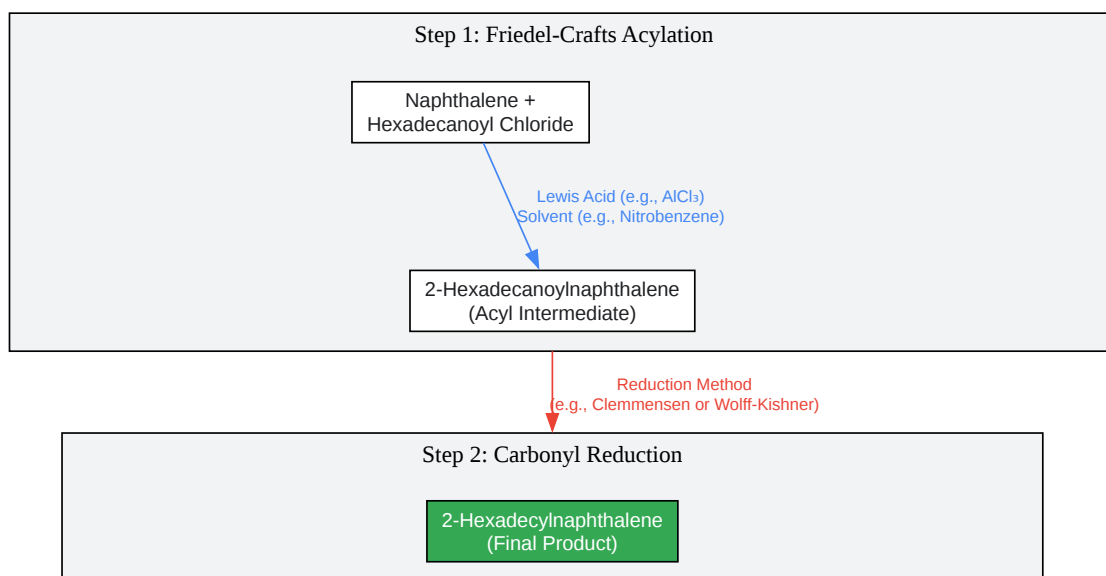 Step 1: Friedel-Crafts Acylation
Naphthalene +
Hexadecanoyl Chloride
Lewis Acid (e.g., AlCl₃)
Solvent (e.g., Nitrobenzene)
2-Hexadecanoylnaphthalene
(Acyl Intermediate)
Reduction Method
(e.g., Clemmensen or Wolff-Kishner)
Step 2: Carbonyl Reduction
2-Hexadecylnaphthalene
(Final Product)